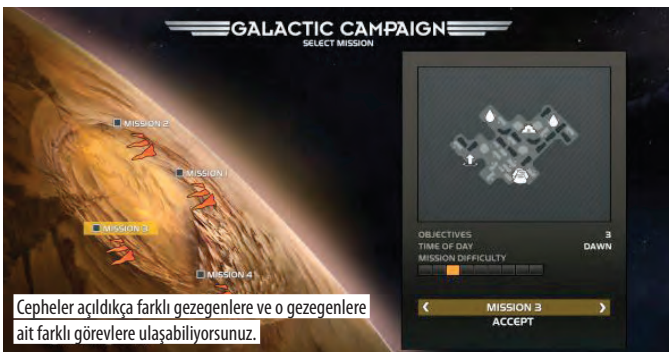 GALACTIC CAMPAIGN
SELECT MISSION
MISSION 2
MISSION 1
MISSION 3
MISSION 4
OBJECTIVES 3
TIME OF DAY DAWN
MISSION DIFFICULTY
< MISSION 3 >
ACCEPT
Cepheler açıldıkça farklı gezegenlere ve o gezegenlere
ait farklı görevlere ulaşabiliyorsunuz.